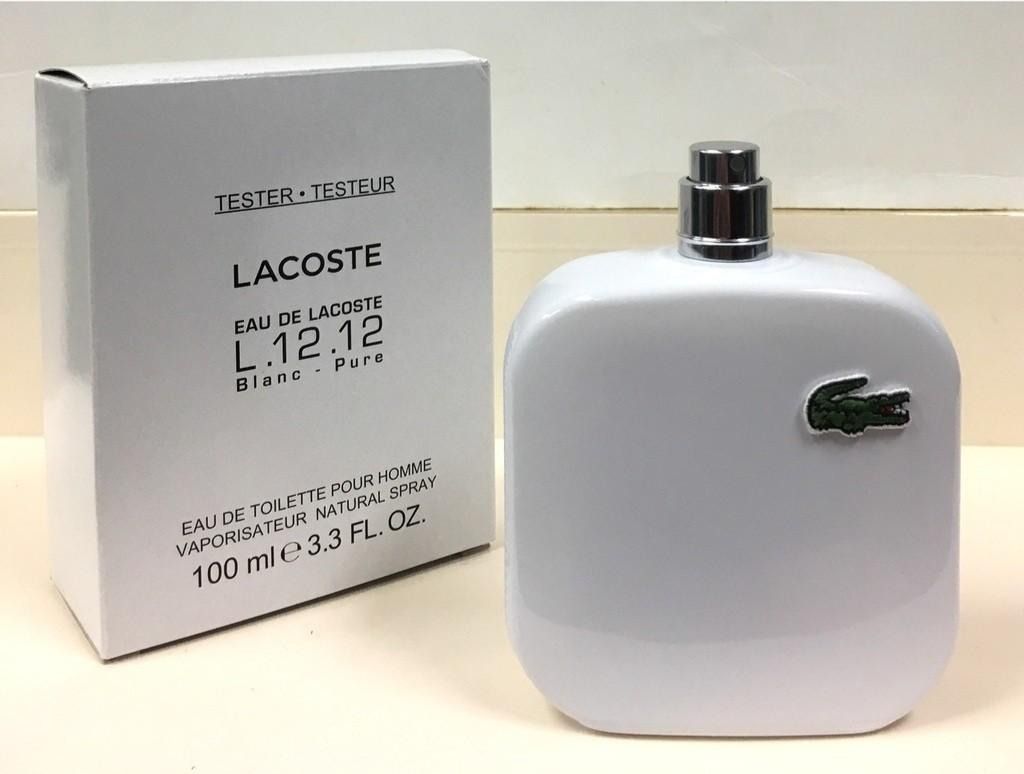 TESTER • TESTEUR
LACOSTE
EAU DE LACOSTE
L.12.12
Blanc - Pure
EAU DE TOILETTE POUR HOMME
VAPORISATEUR NATURAL SPRAY
100 ml ℮ 3.3 FL. OZ.